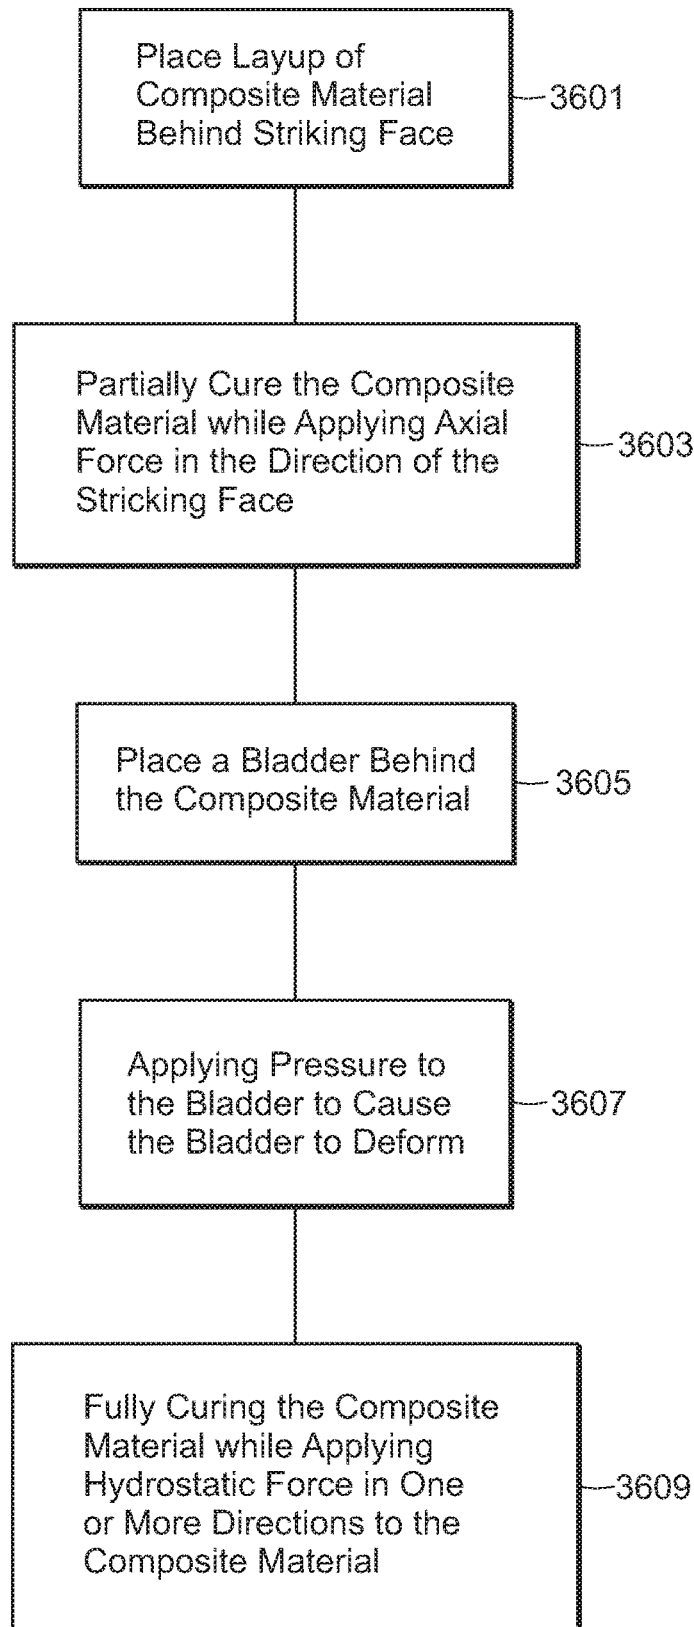 Place Layup of
Composite Material
Behind Striking Face
3601
Partially Cure the Composite
Material while Applying Axial
Force in the Direction of the
Stricking Face
3603
Place a Bladder Behind
the Composite Material
3605
Applying Pressure to
the Bladder to Cause
the Bladder to Deform
3607
Fully Curing the Composite
Material while Applying
Hydrostatic Force in One
or More Directions to the
Composite Material
3609